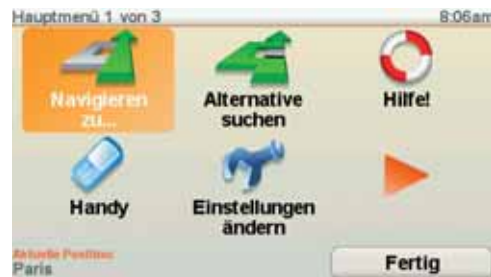 Hauptmenü 1 von 3 8:06am
Navigieren
zu...
Alternative
suchen
Hilfe!
Handy
Einstellungen
ändern
Aktuelle Position:
Paris
Fertig